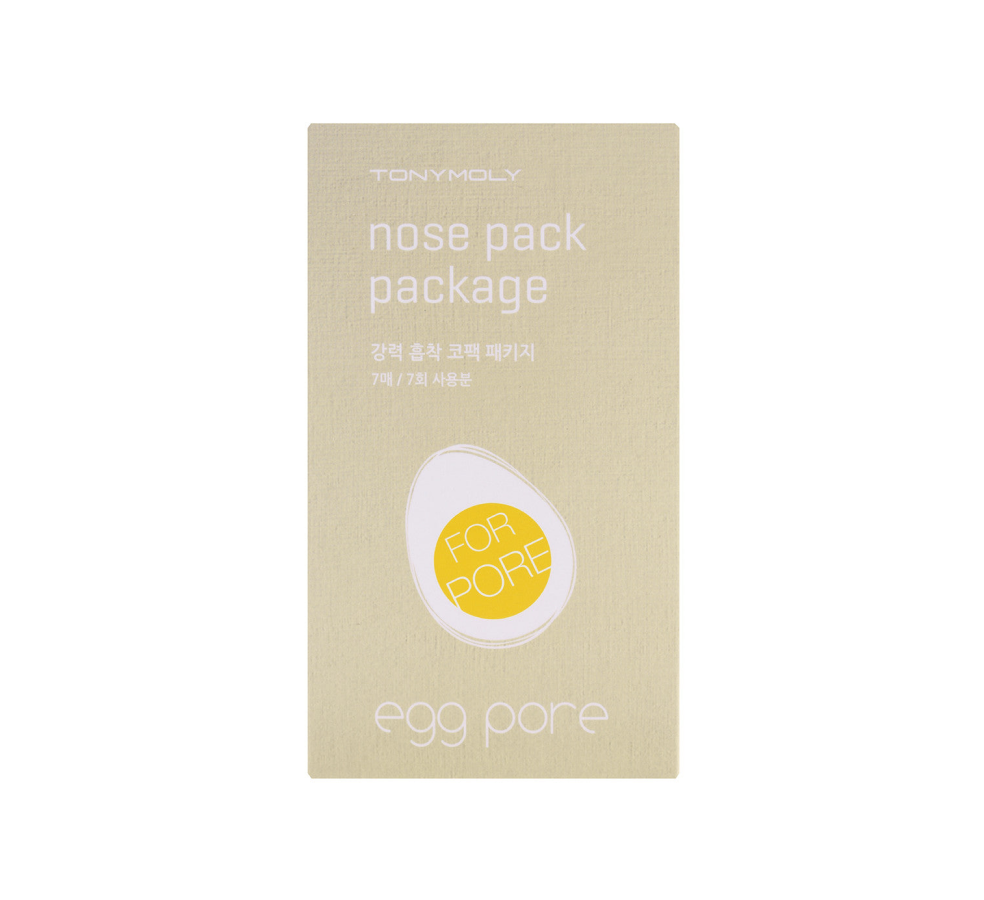 TONYMOLY
nose pack
package
강력 흡착 코팩 패키지
7매 / 7회 사용분
FOR
PORE
egg pore